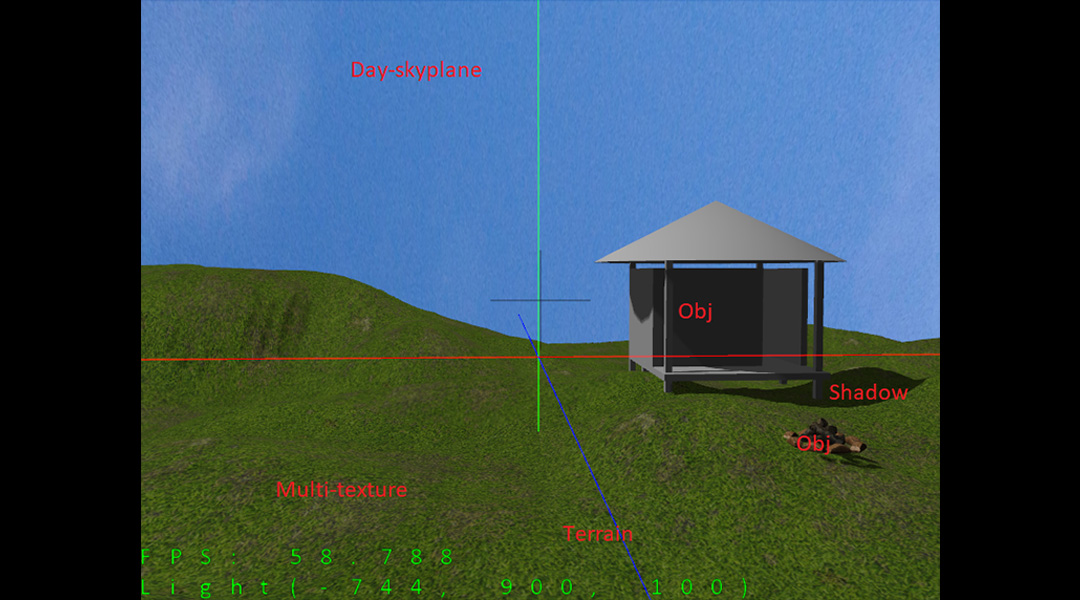 Day-skyplane
Obj
Shadow
Obj
Multi-texture
Terrain
FPS: 58.788
Light(-744, 900, 100)